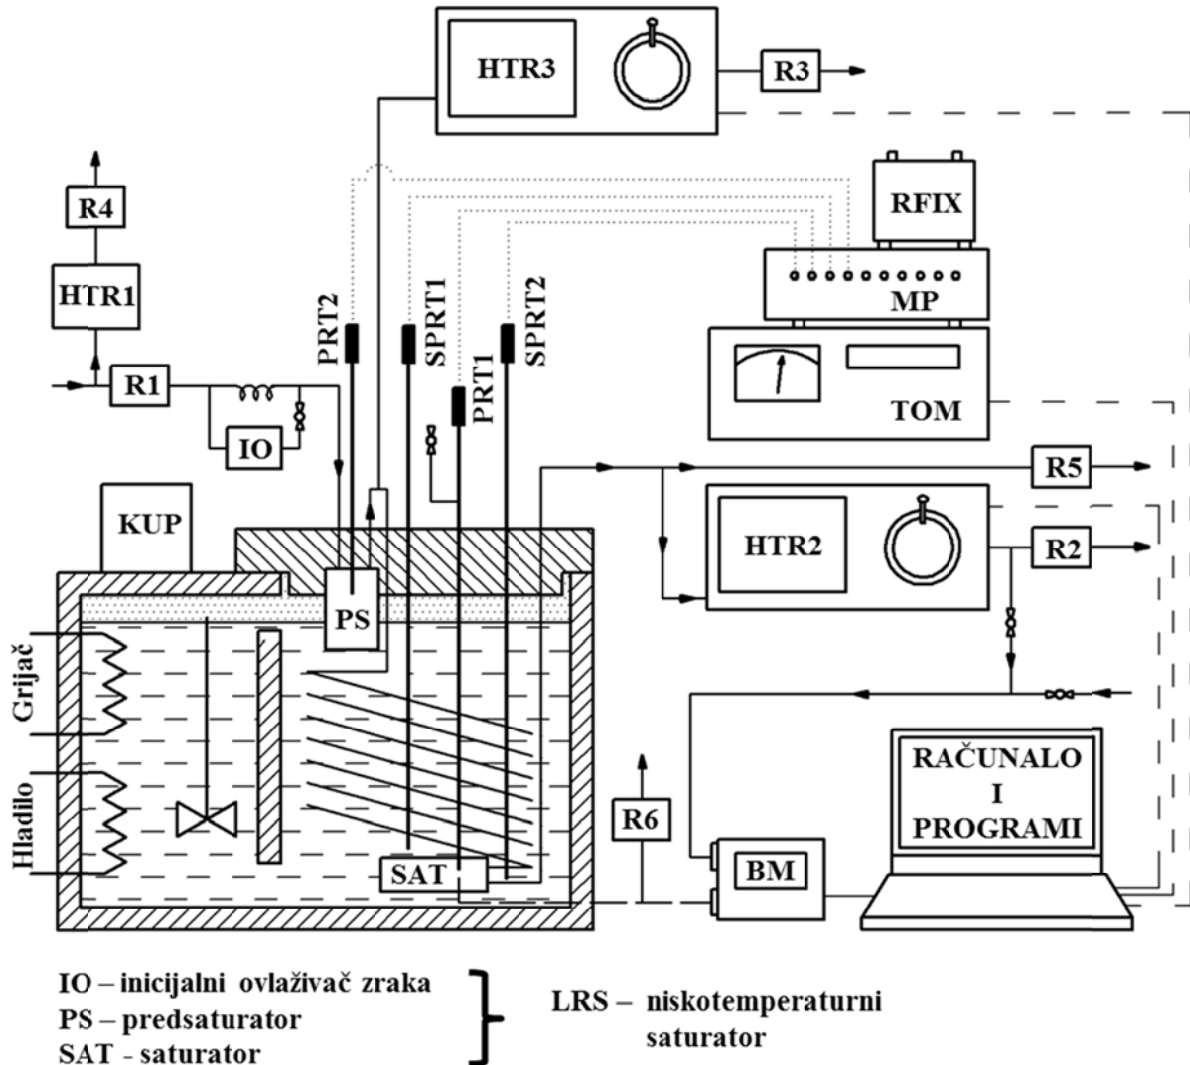 HTR3
R3
R4
RFIX
HTR1
MP
PRT2
SPRT1
PRT1
SPRT2
R1
TOM
IO
R5
KUP
HTR2
R2
PS
Grijač
Hladilo
RAČUNALO
I
PROGRAMI
R6
SAT
BM
IO – inicijalni ovlaživač zraka
PS – predsaturator
SAT - saturator
LRS – niskotemperaturni
saturator